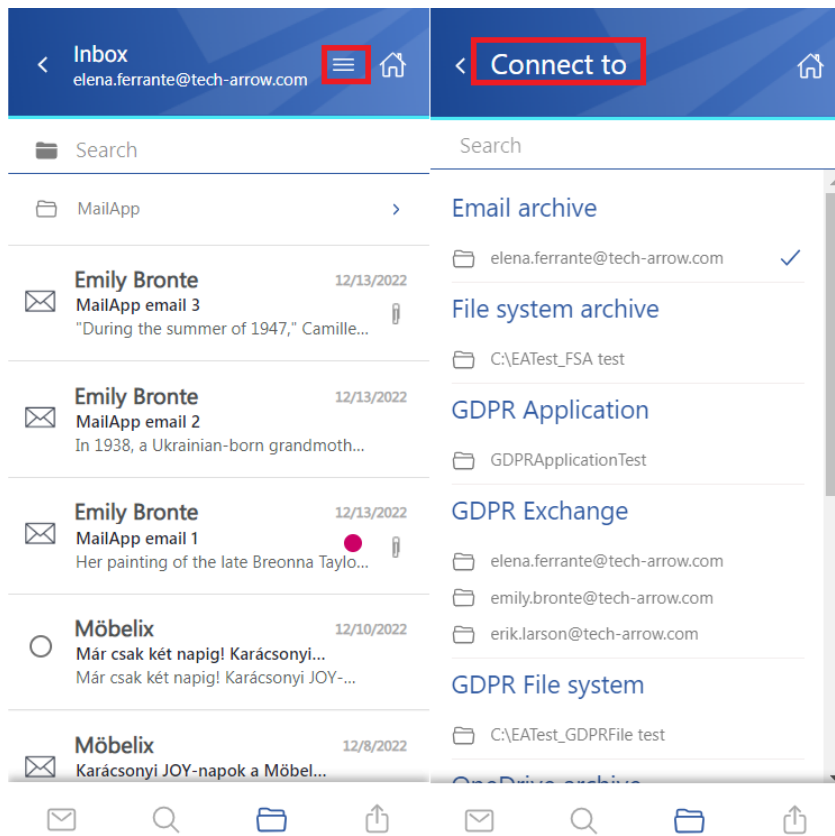 Inbox
elena.ferrante@tech-arrow.com
Search
MailApp
Emily Bronte
12/13/2022
MailApp email 3
"During the summer of 1947," Camille...
Emily Bronte
12/13/2022
MailApp email 2
In 1938, a Ukrainian-born grandmoth...
Emily Bronte
12/13/2022
MailApp email 1
Her painting of the late Breonna Taylo...
Möbelix
12/10/2022
Már csak két napig! Karácsonyi...
Már csak két napig! Karácsonyi JOY-...
Möbelix
12/8/2022
Karácsonyi JOY-napok a Möbel...
Connect to
Search
Email archive
elena.ferrante@tech-arrow.com
File system archive
C:\EATest_FSA test
GDPR Application
GDPRApplicationTest
GDPR Exchange
elena.ferrante@tech-arrow.com
emily.bronte@tech-arrow.com
erik.larson@tech-arrow.com
GDPR File system
C:\EATest_GDPRFile test
OneDrive archive